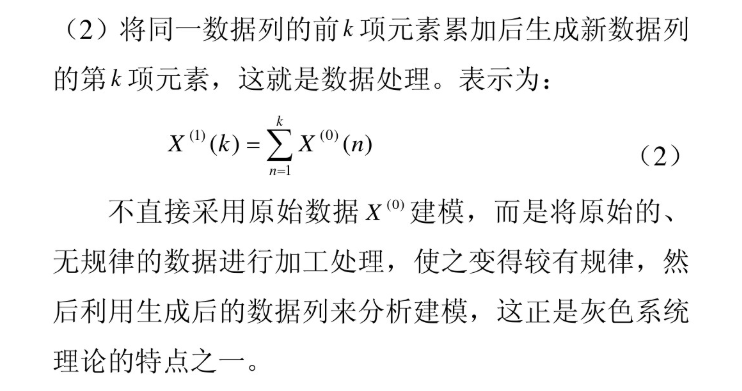 （2）将同一数据列的前k项元素累加后生成新数据列
的第k项元素，这就是数据处理。表示为：
X^{(1)}(k) = \sum_{n=1}^{k} X^{(0)}(n) （2）
不直接采用原始数据X^{(0)}建模，而是将原始的、
无规律的数据进行加工处理，使之变得较有规律，然
后利用生成后的数据列来分析建模，这正是灰色系统
理论的特点之一。